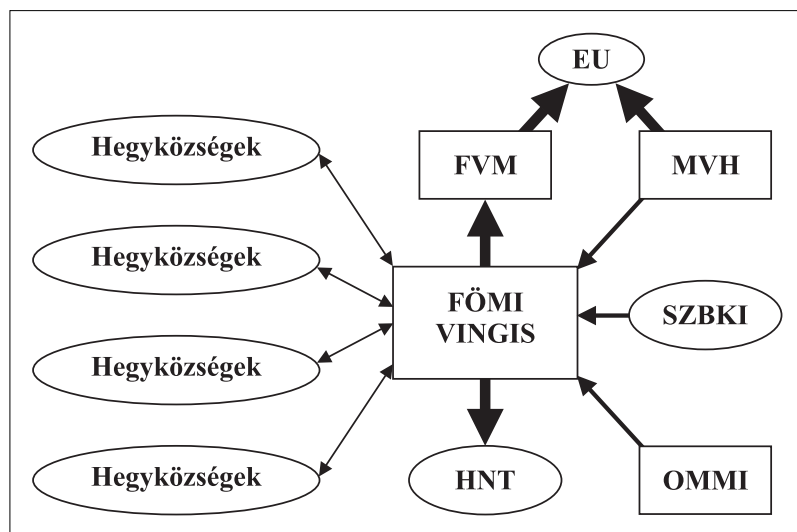 EU
Hegyközségek
FVM
MVH
Hegyközségek
FÖMI
VINGIS
SZBKI
Hegyközségek
Hegyközségek
HNT
OMMI